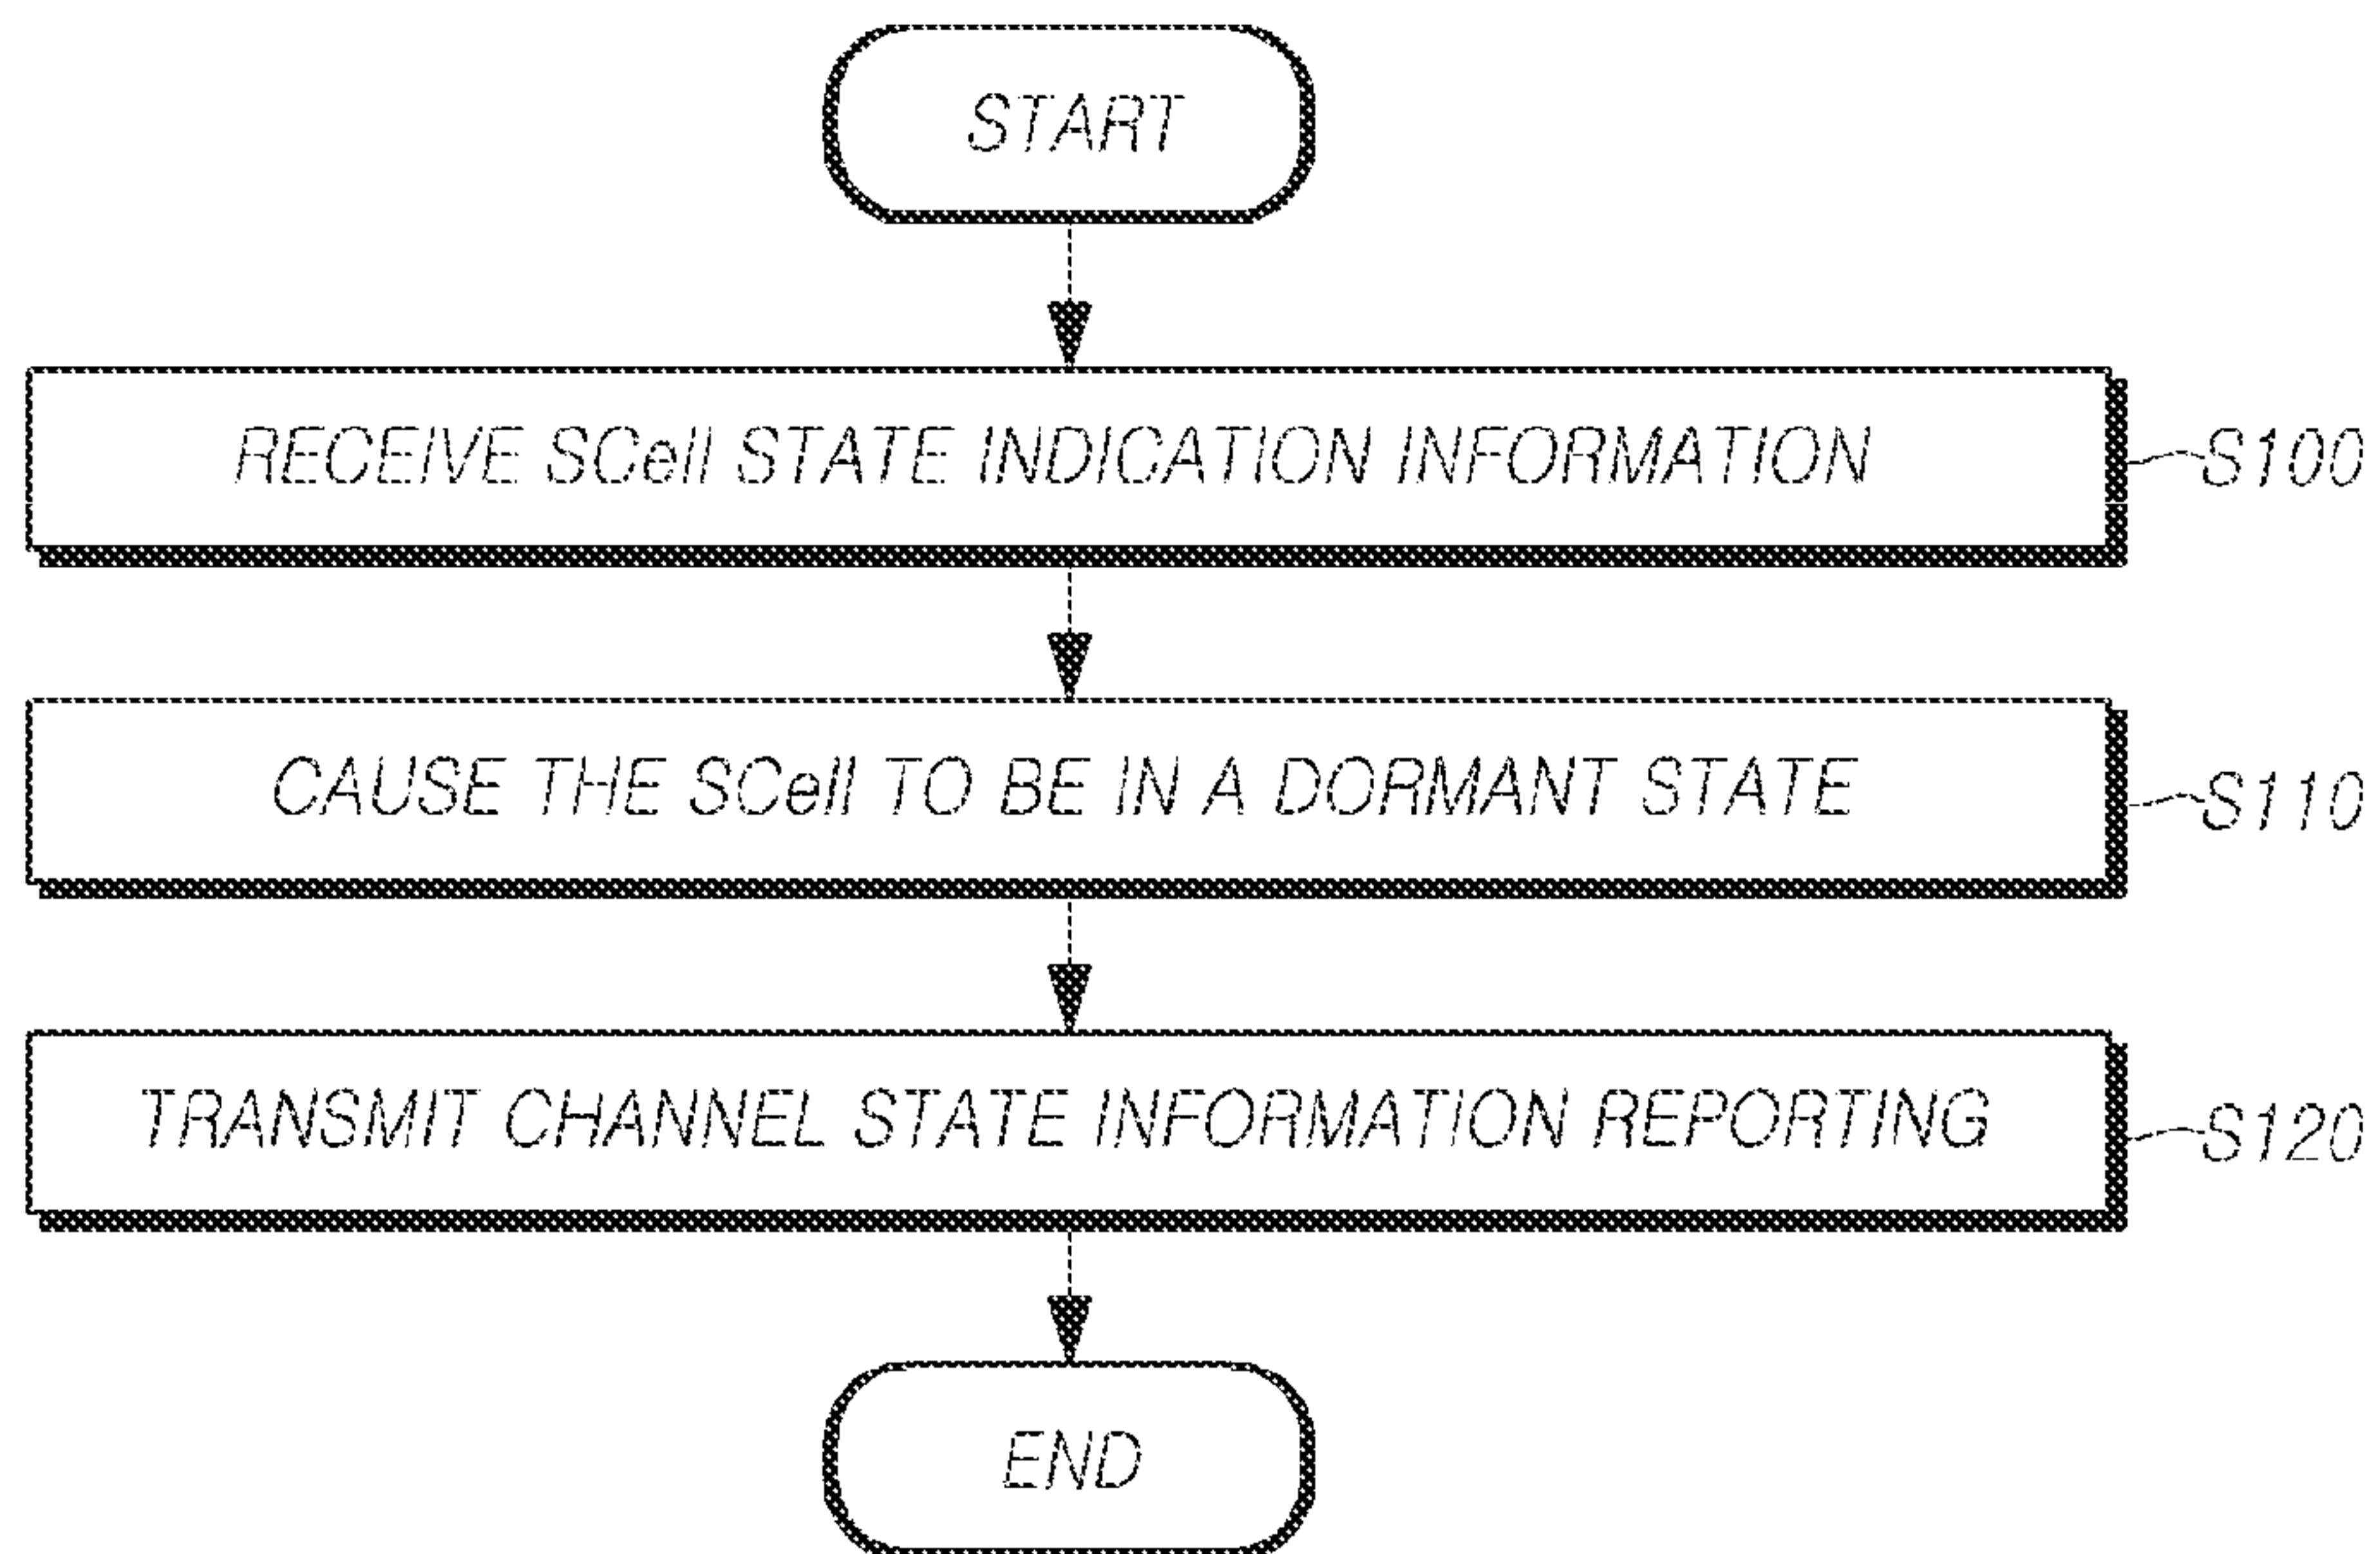 START
RECEIVE SCell STATE INDICATION INFORMATION
S100
CAUSE THE SCell TO BE IN A DORMANT STATE
S110
TRANSMIT CHANNEL STATE INFORMATION REPORTING
S120
END